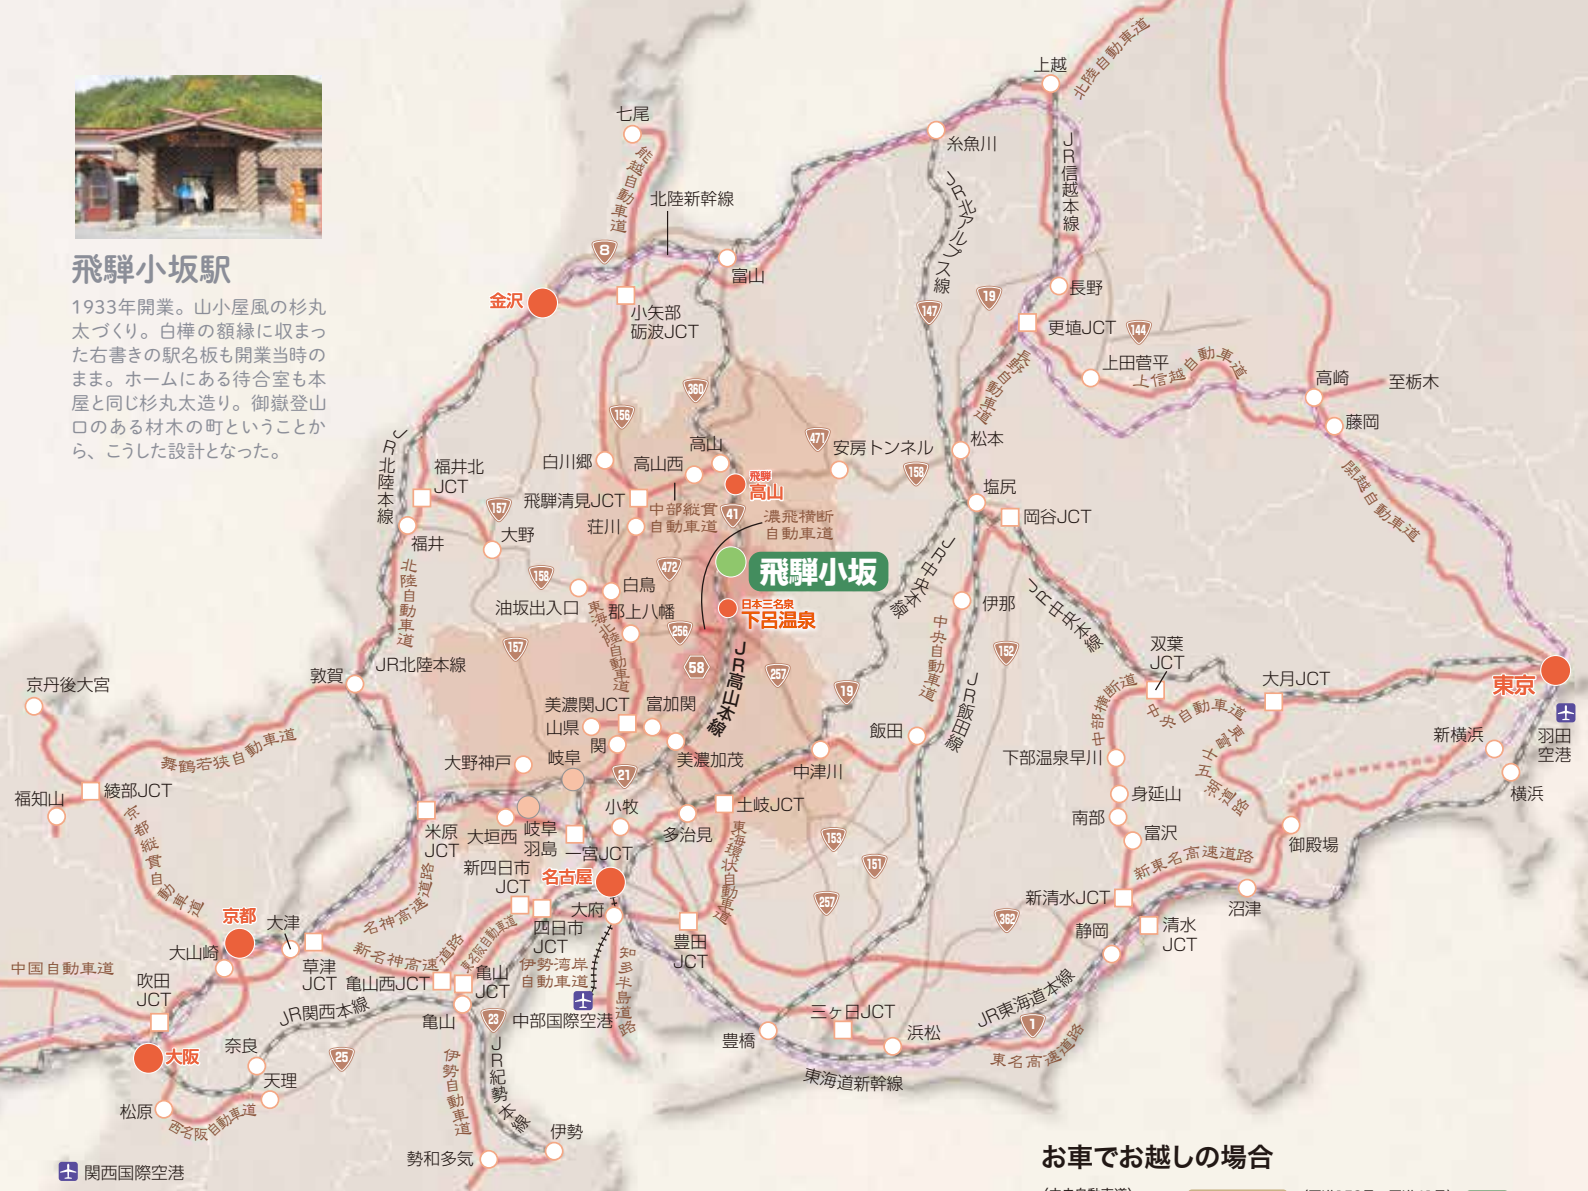 飛騨小坂駅
1933年開業。山小屋風の杉丸
太づくり。白樺の額縁に収まっ
た右書きの駅名板も開業当時の
まま。ホームにある待合室も本
屋と同じ杉丸太造り。御嶽登山
口のある材木の町ということか
ら、こうした設計となった。
上越
北陸自動車道
七尾
能越自動車道
糸魚川
JR信越本線
北陸新幹線
8
富山
JR北アルプス線
金沢
小矢部
砺波JCT
長野
19
147
更埴JCT
144
上田菅平
上信越自動車道
長野自動車道
高崎
至栃木
藤岡
関越自動車道
360
156
471
高山
高山西
安房トンネル
158
松本
白川郷
飛騨
高山
飛騨清見JCT
中部縦貫
自動車道
41
荘川
濃飛横断
自動車道
塩尻
岡谷JCT
JR北陸本線
福井北
JCT
157
福井
大野
北陸自動車道
158
油坂出入口
白鳥
472
飛騨小坂
日本三名泉
下呂温泉
郡上八幡
東海北陸自動車道
256
58
157
257
JR高山本線
JR中央本線
伊那
中央自動車道
152
JR飯田線
JR中央本線
双葉
JCT
大月JCT
東京
羽田
空港
新横浜
横浜
中部横断道
中央自動車道
東富士五湖道路
敦賀
JR北陸本線
京丹後大宮
舞鶴若狭自動車道
綾部JCT
福知山
京都縦貫自動車道
美濃関JCT
富加関
山県
関
美濃加茂
大野神戸
岐阜
21
19
中津川
飯田
下部温泉早川
身延山
南部
富沢
御殿場
新東名高速道路
米原
JCT
大垣西
岐阜
羽島
小牧
一宮JCT
多治見
土岐JCT
東海環状自動車道
153
151
257
362
新四日市
JCT
名古屋
四日市
JCT
大府
豊田
JCT
新清水JCT
静岡
清水
JCT
沼津
名神高速道路
新名神高速道路
東名阪自動車道
京都
大津
大山崎
草津
JCT
中国自動車道
吹田
JCT
亀山西JCT
亀山
JCT
伊勢湾岸
自動車道
知多半島道路
中部国際空港
JR関西本線
亀山
23
JR紀勢本線
伊勢自動車道
豊橋
三ヶ日JCT
浜松
JR東海道本線
1
東名高速道路
東海道新幹線
大阪
奈良
25
天理
松原
西名阪自動車道
関西国際空港
勢和多気
伊勢
お車でお越しの場合